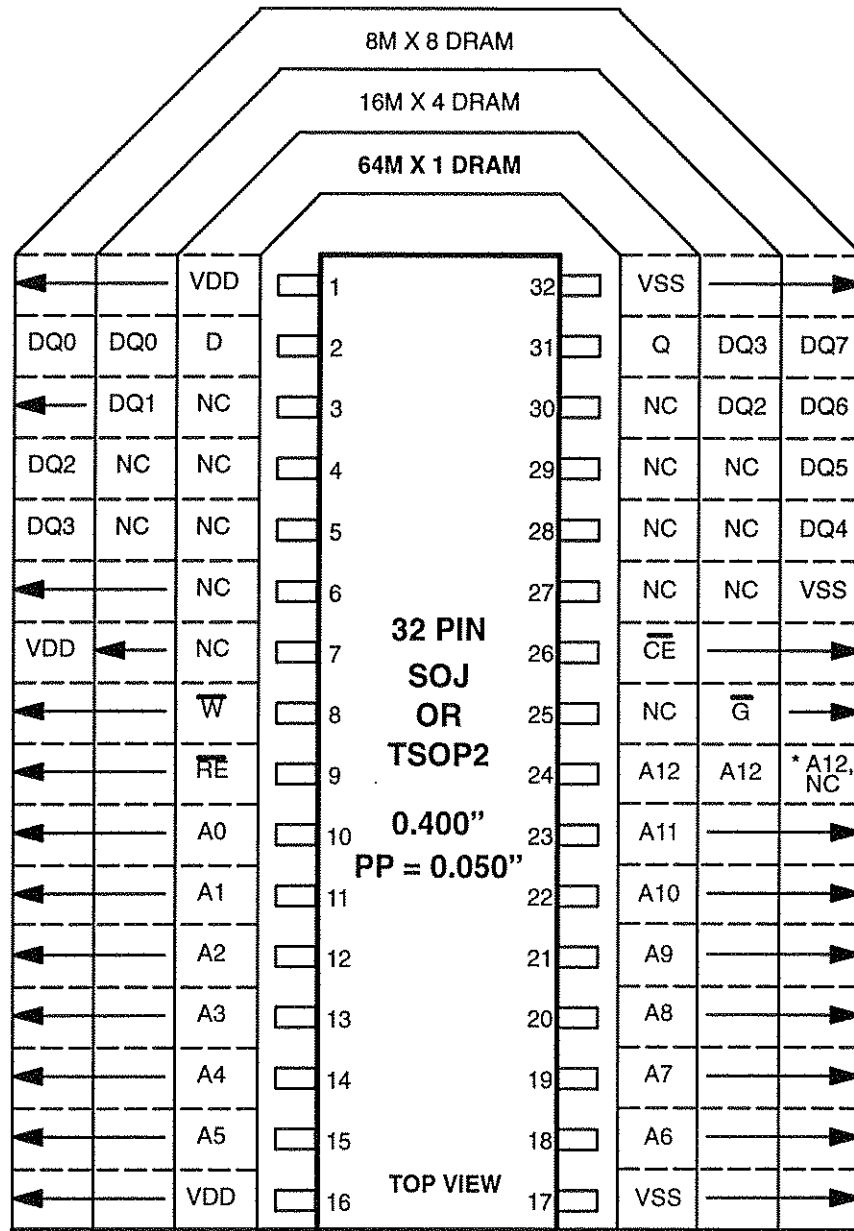 8M X 8 DRAM
16M X 4 DRAM
64M X 1 DRAM
VDD 1 32 VSS
DQ0 DQ0 D 2 31 Q DQ3 DQ7
DQ1 NC 3 30 NC DQ2 DQ6
DQ2 NC NC 4 29 NC NC DQ5
DQ3 NC NC 5 28 NC NC DQ4
NC 6 27 NC NC VSS
VDD NC 7 26 C̅E̅
W̅ 8 25 NC G̅
R̅E̅ 9 24 A12 A12 * A12, NC
A0 10 23 A11
A1 11 22 A10
A2 12 21 A9
A3 13 20 A8
A4 14 19 A7
A5 15 18 A6
VDD 16 17 VSS
32 PIN
SOJ
OR
TSOP2
0.400”
PP = 0.050”
TOP VIEW